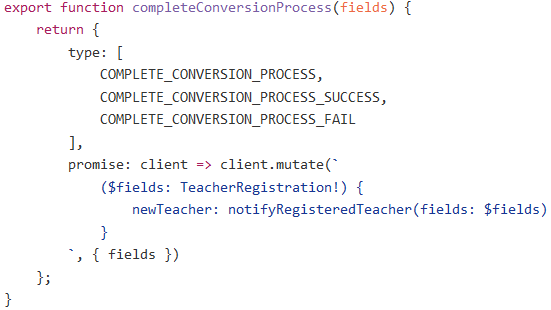 export function completeConversionProcess(fields) {
    return {
        type: [
            COMPLETE_CONVERSION_PROCESS,
            COMPLETE_CONVERSION_PROCESS_SUCCESS,
            COMPLETE_CONVERSION_PROCESS_FAIL
        ],
        promise: client => client.mutate(`
            ($fields: TeacherRegistration!) {
                newTeacher: notifyRegisteredTeacher(fields: $fields)
            }
        `, { fields })
    };
}